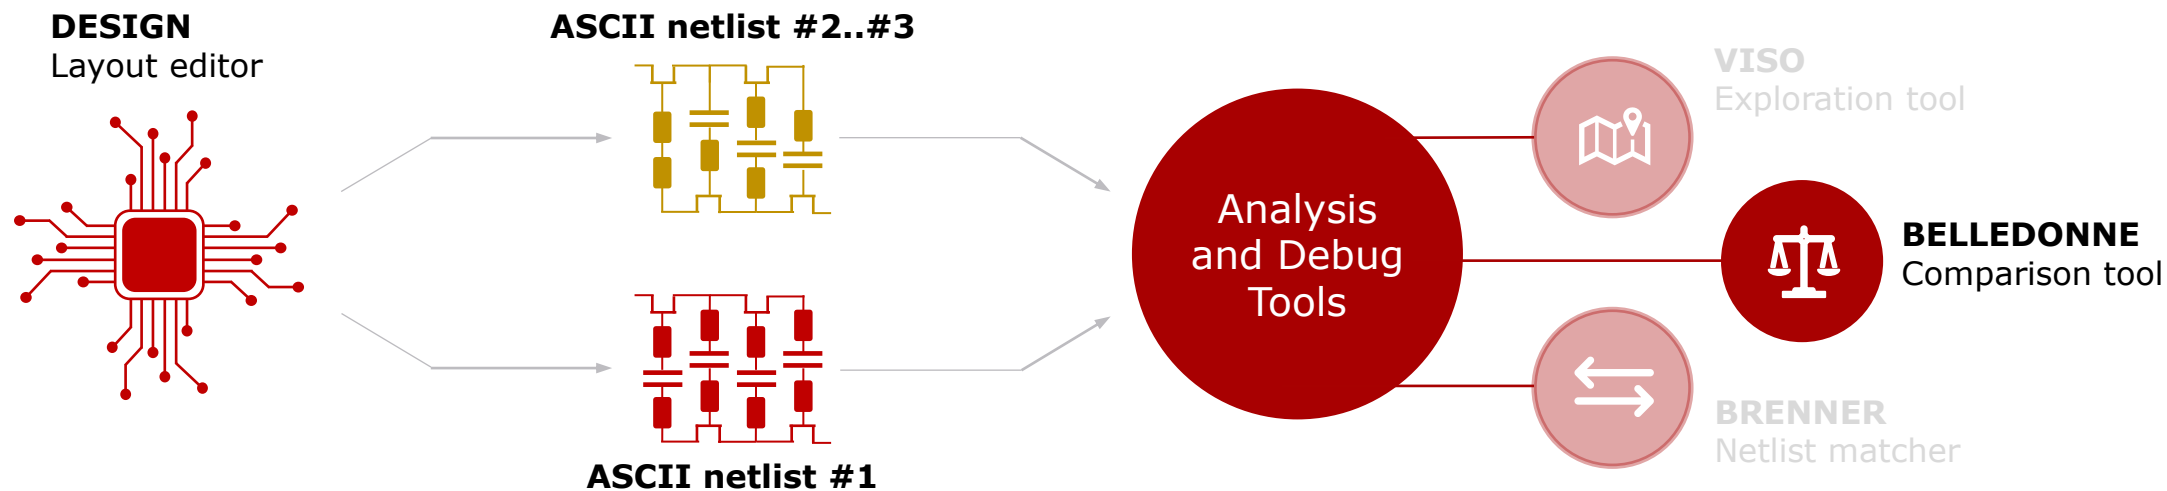 DESIGN
Layout editor
ASCII netlist #2..#3
ASCII netlist #1
Analysis
and Debug
Tools
VISO
Exploration tool
BELLEDONNE
Comparison tool
BRENNER
Netlist matcher